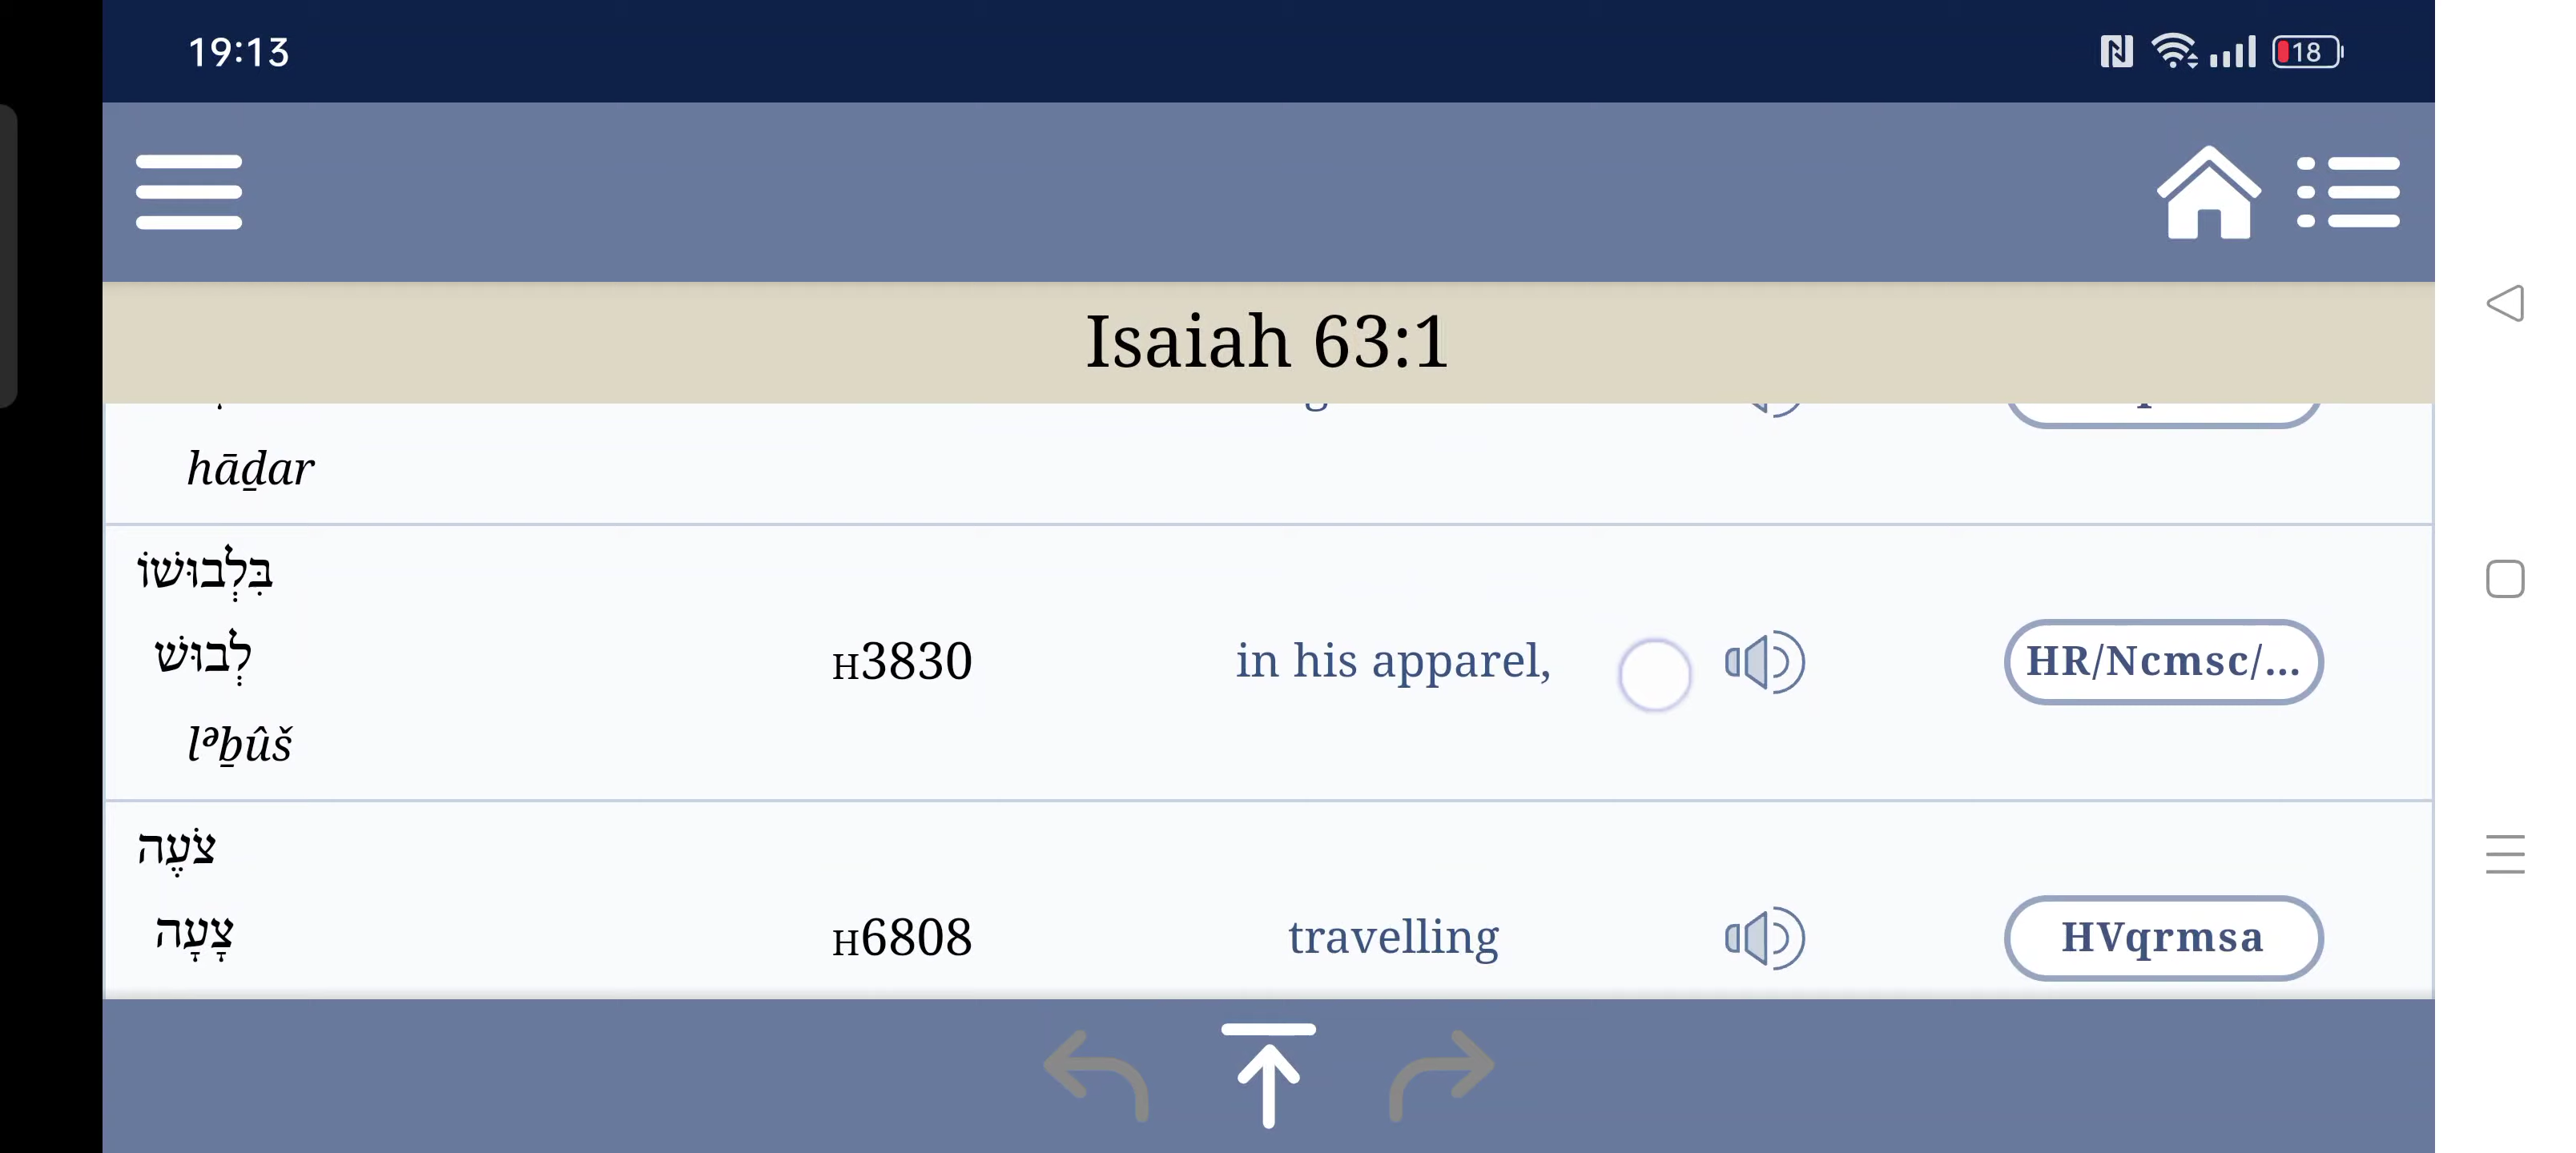 19:13
18
Isaiah 63:1
hāḏar
בִּלְבוּשׁוֹ
לְבוּשׁ
lᵊḇûš
H3830
in his apparel,
HR/Ncmsc/...
צֹעֶה
צָעָה
H6808
travelling
HVqrmsa